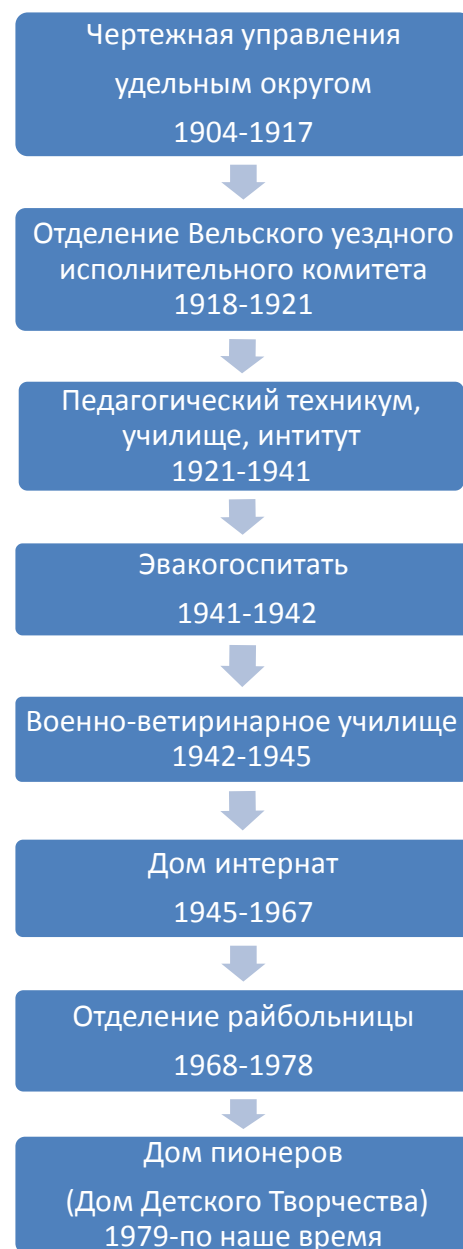 Чертежная управления
удельным округом
1904-1917
Отделение Вельского уездного
исполнительного комитета
1918-1921
Педагогический техникум,
училище, интитут
1921-1941
Эвакогоспитать
1941-1942
Военно-ветиринарное училище
1942-1945
Дом интернат
1945-1967
Отделение райбольницы
1968-1978
Дом пионеров
(Дом Детского Творчества)
1979-по наше время